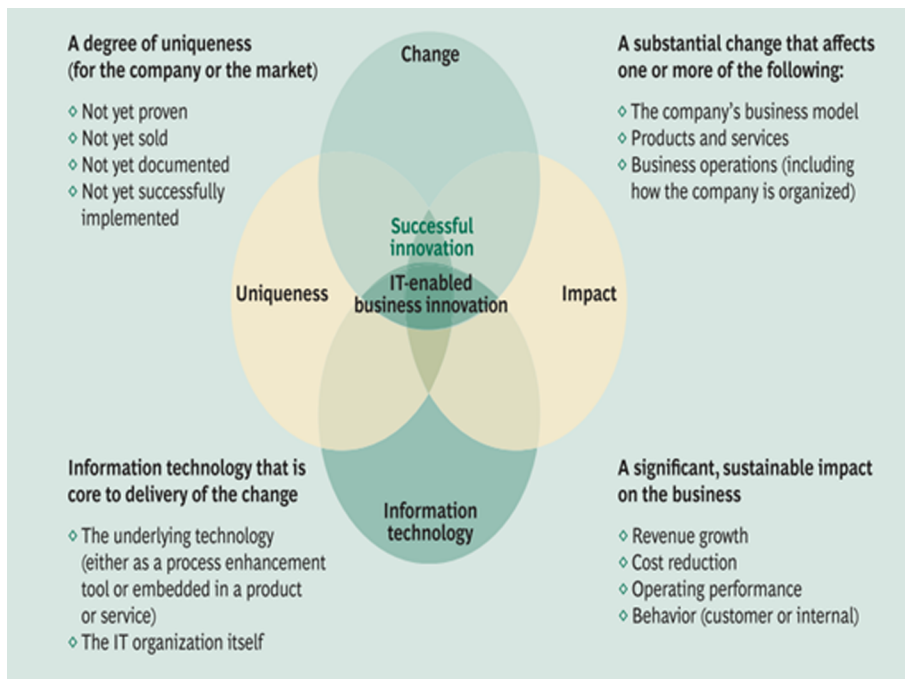 A degree of uniqueness
(for the company or the market)
◊ Not yet proven
◊ Not yet sold
◊ Not yet documented
◊ Not yet successfully
implemented
Change
A substantial change that affects
one or more of the following:
◊ The company's business model
◊ Products and services
◊ Business operations (including
how the company is organized)
Successful
innovation
Uniqueness
IT-enabled
business innovation
Impact
Information technology that is
core to delivery of the change
◊ The underlying technology
(either as a process enhancement
tool or embedded in a product
or service)
◊ The IT organization itself
Information
technology
A significant, sustainable impact
on the business
◊ Revenue growth
◊ Cost reduction
◊ Operating performance
◊ Behavior (customer or internal)